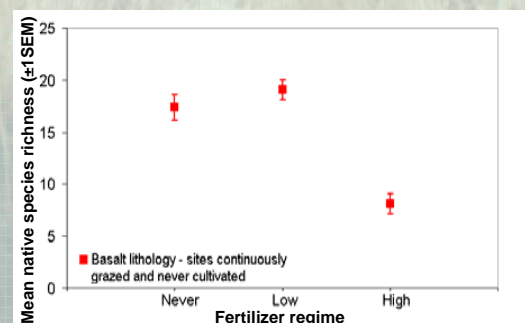 Mean native species richness (±1SEM)
25
20
15
10
5
0
Basalt lithology - sites continuously
grazed and never cultivated
Never Low High
Fertilizer regime